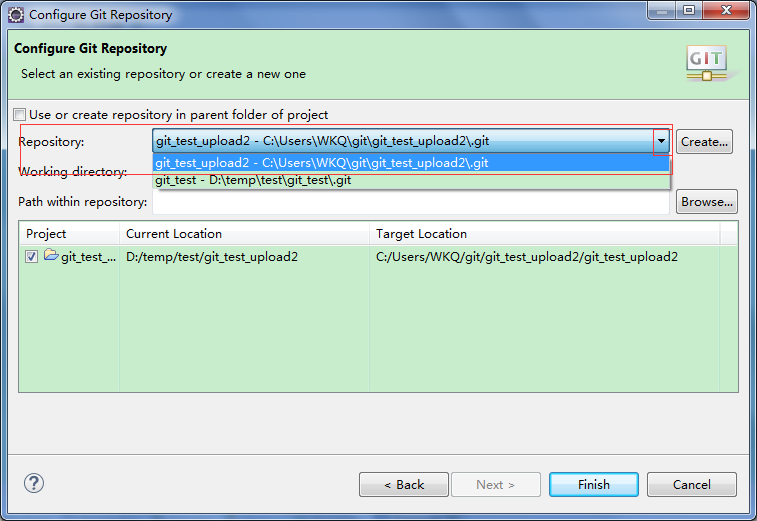 Configure Git Repository
Configure Git Repository
Select an existing repository or create a new one
GIT
Use or create repository in parent folder of project
Repository: git_test_upload2 - C:\Users\WKQ\git\git_test_upload2\.git Create...
git_test_upload2 - C:\Users\WKQ\git\git_test_upload2\.git
Working directory:
git_test - D:\temp\test\git_test\.git
Path within repository: Browse...
Project Current Location Target Location
git_test_... D:/temp/test/git_test_upload2 C:/Users/WKQ/git/git_test_upload2/git_test_upload2
? < Back Next > Finish Cancel